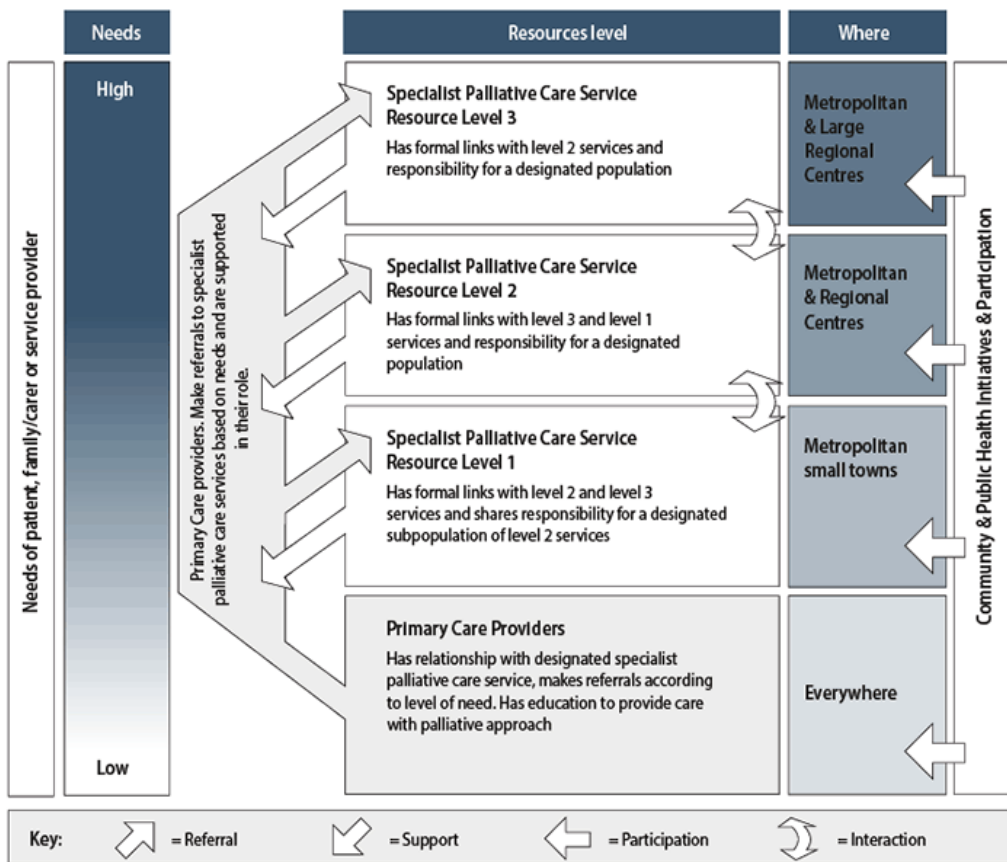 Needs
Resources level
Where
Needs of patient, family/carer or service provider
High
Low
Primary Care providers. Make referrals to specialist
palliative care services based on needs and are supported
in their role.
Specialist Palliative Care Service
Resource Level 3
Has formal links with level 2 services and
responsibility for a designated population
Metropolitan
& Large
Regional
Centres
Specialist Palliative Care Service
Resource Level 2
Has formal links with level 3 and level 1
services and responsibility for a designated
population
Metropolitan
& Regional
Centres
Specialist Palliative Care Service
Resource Level 1
Has formal links with level 2 and level 3
services and shares responsibility for a designated
subpopulation of level 2 services
Metropolitan
small towns
Primary Care Providers
Has relationship with designated specialist
palliative care service, makes referrals according
to level of need. Has education to provide care
with palliative approach
Everywhere
Community & Public Health Initiatives & Participation
Key:
= Referral
= Support
= Participation
= Interaction